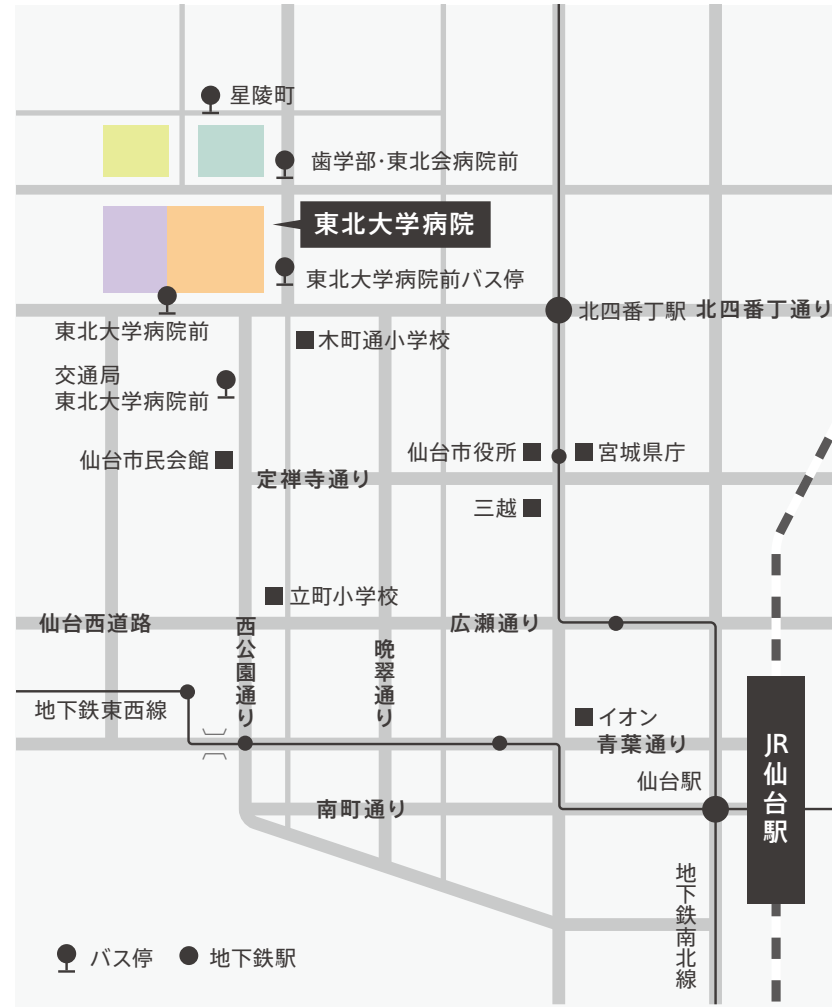 星陵町
歯学部・東北会病院前
東北大学病院
東北大学病院前バス停
北四番丁駅
北四番丁通り
東北大学病院前
木町通小学校
交通局
東北大学病院前
仙台市民会館
仙台市役所
宮城県庁
定禅寺通り
三越
立町小学校
仙台西道路
広瀬通り
西公園通り
晩翠通り
地下鉄東西線
イオン
青葉通り
JR仙台駅
仙台駅
南町通り
地下鉄南北線
バス停
地下鉄駅